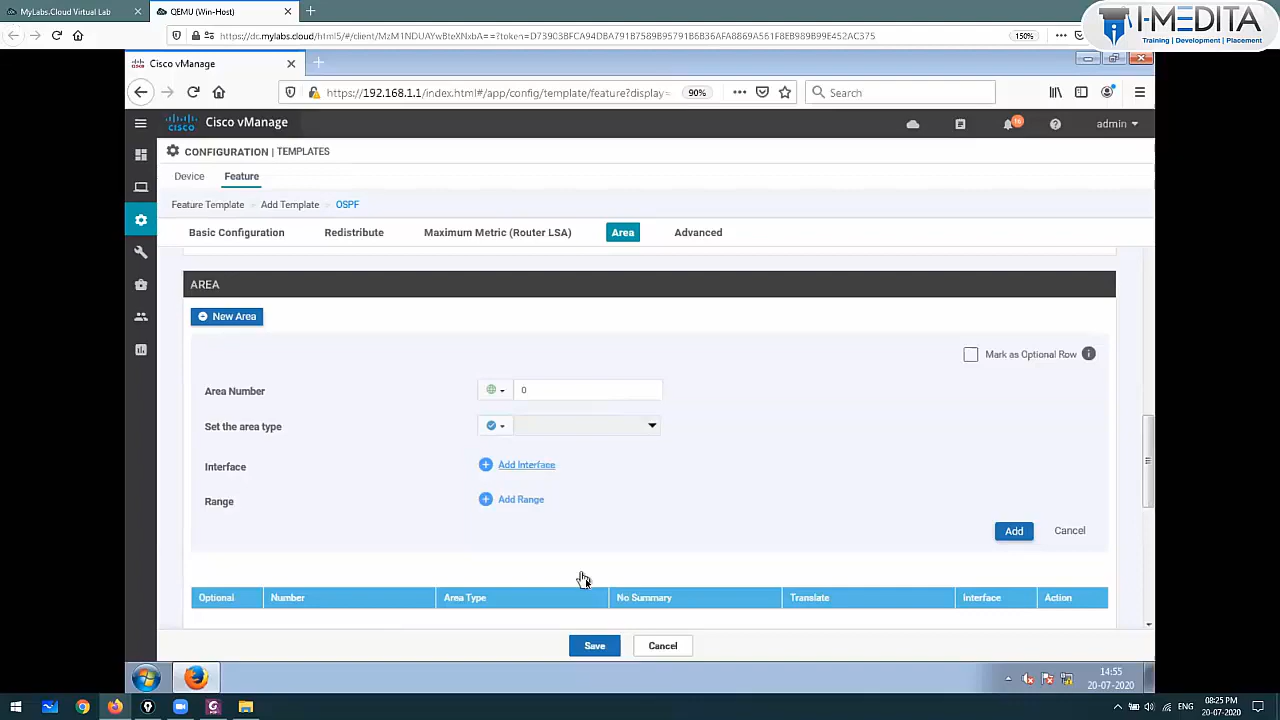 MyLabs.Cloud Virtual Lab
QEMU (Win-Host)
150%
I-MEDITA
Training | Development | Placement
Cisco vManage
https://192.168.1.1/index.html#/app/config/template/feature?display=
90%
Search
CISCO
Cisco vManage
16
admin
CONFIGURATION | TEMPLATES
Device
Feature
Feature Template
Add Template
OSPF
Basic Configuration
Redistribute
Maximum Metric (Router LSA)
Area
Advanced
AREA
New Area
Mark as Optional Row
Area Number
0
Set the area type
Interface
Add Interface
Range
Add Range
Add
Cancel
Optional
Number
Area Type
No Summary
Translate
Interface
Action
Save
Cancel
14:55
20-07-2020
ENG
08:25 PM
20-07-2020